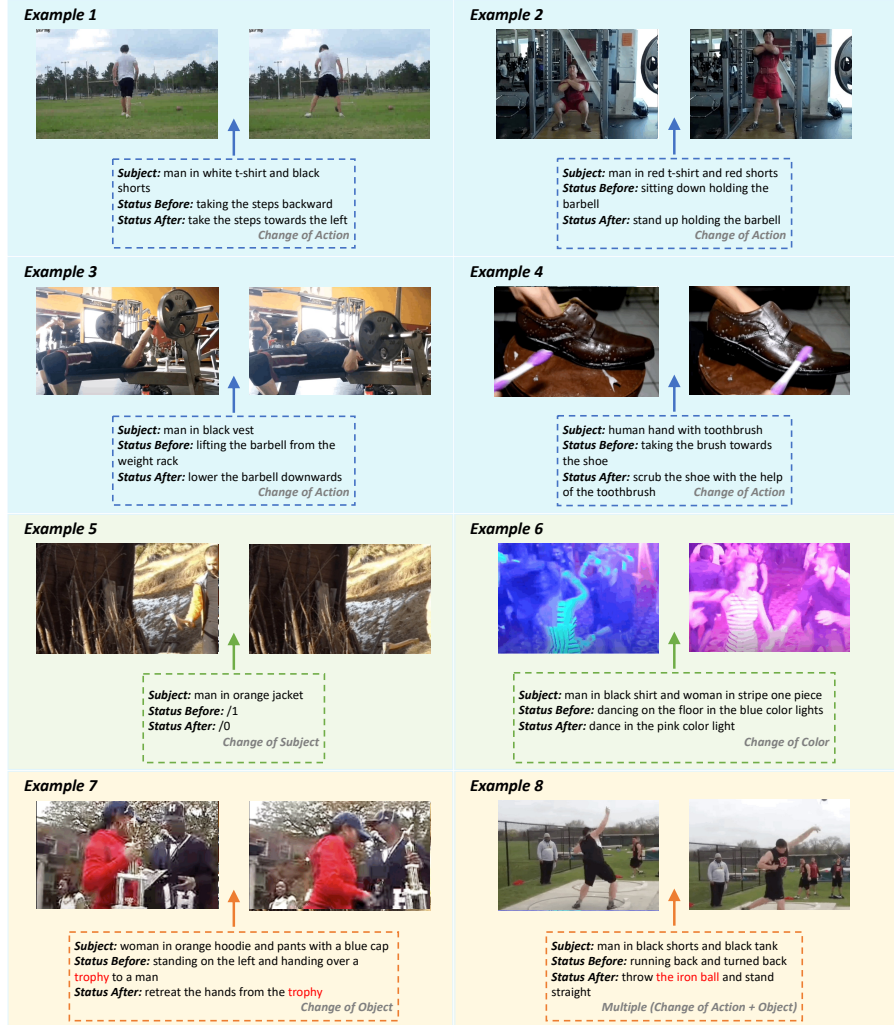 Example 1
Subject: man in white t-shirt and black
shorts
Status Before: taking the steps backward
Status After: take the steps towards the left
Change of Action
Example 2
Subject: man in red t-shirt and red shorts
Status Before: sitting down holding the
barbell
Status After: stand up holding the barbell
Change of Action
Example 3
Subject: man in black vest
Status Before: lifting the barbell from the
weight rack
Status After: lower the barbell downwards
Change of Action
Example 4
Subject: human hand with toothbrush
Status Before: taking the brush towards
the shoe
Status After: scrub the shoe with the help
of the toothbrush
Change of Action
Example 5
Subject: man in orange jacket
Status Before: /1
Status After: /0
Change of Subject
Example 6
Subject: man in black shirt and woman in stripe one piece
Status Before: dancing on the floor in the blue color lights
Status After: dance in the pink color light
Change of Color
Example 7
H
H
Subject: woman in orange hoodie and pants with a blue cap
Status Before: standing on the left and handing over a
trophy to a man
Status After: retreat the hands from the trophy
Change of Object
Example 8
Subject: man in black shorts and black tank
Status Before: running back and turned back
Status After: throw the iron ball and stand
straight
Multiple (Change of Action + Object)